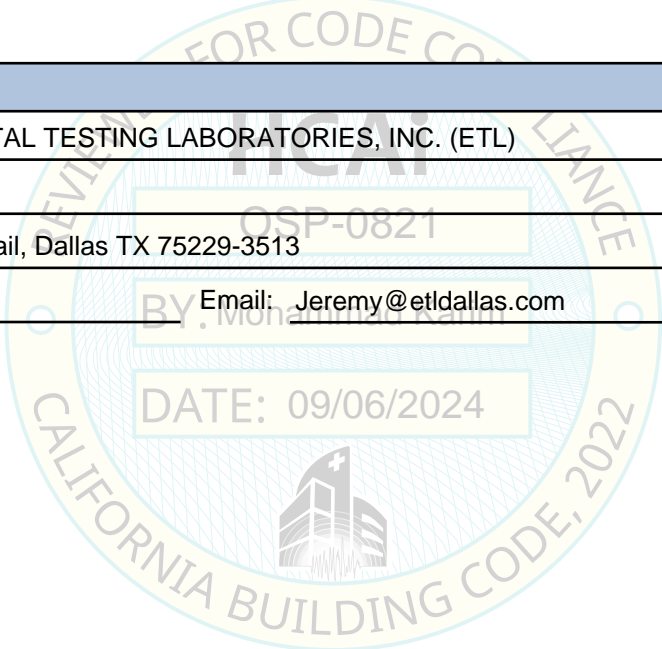 FOR CODE
TAL TESTING LABORATORIES, INC. (ETL)
HCAi
OSP-0821
ail, Dallas TX 75229-3513
Email: Jeremy@etldallas.com
BY: Mohammad Karim
DATE: 09/06/2024
CALIFORNIA BUILDING CODE, 2022